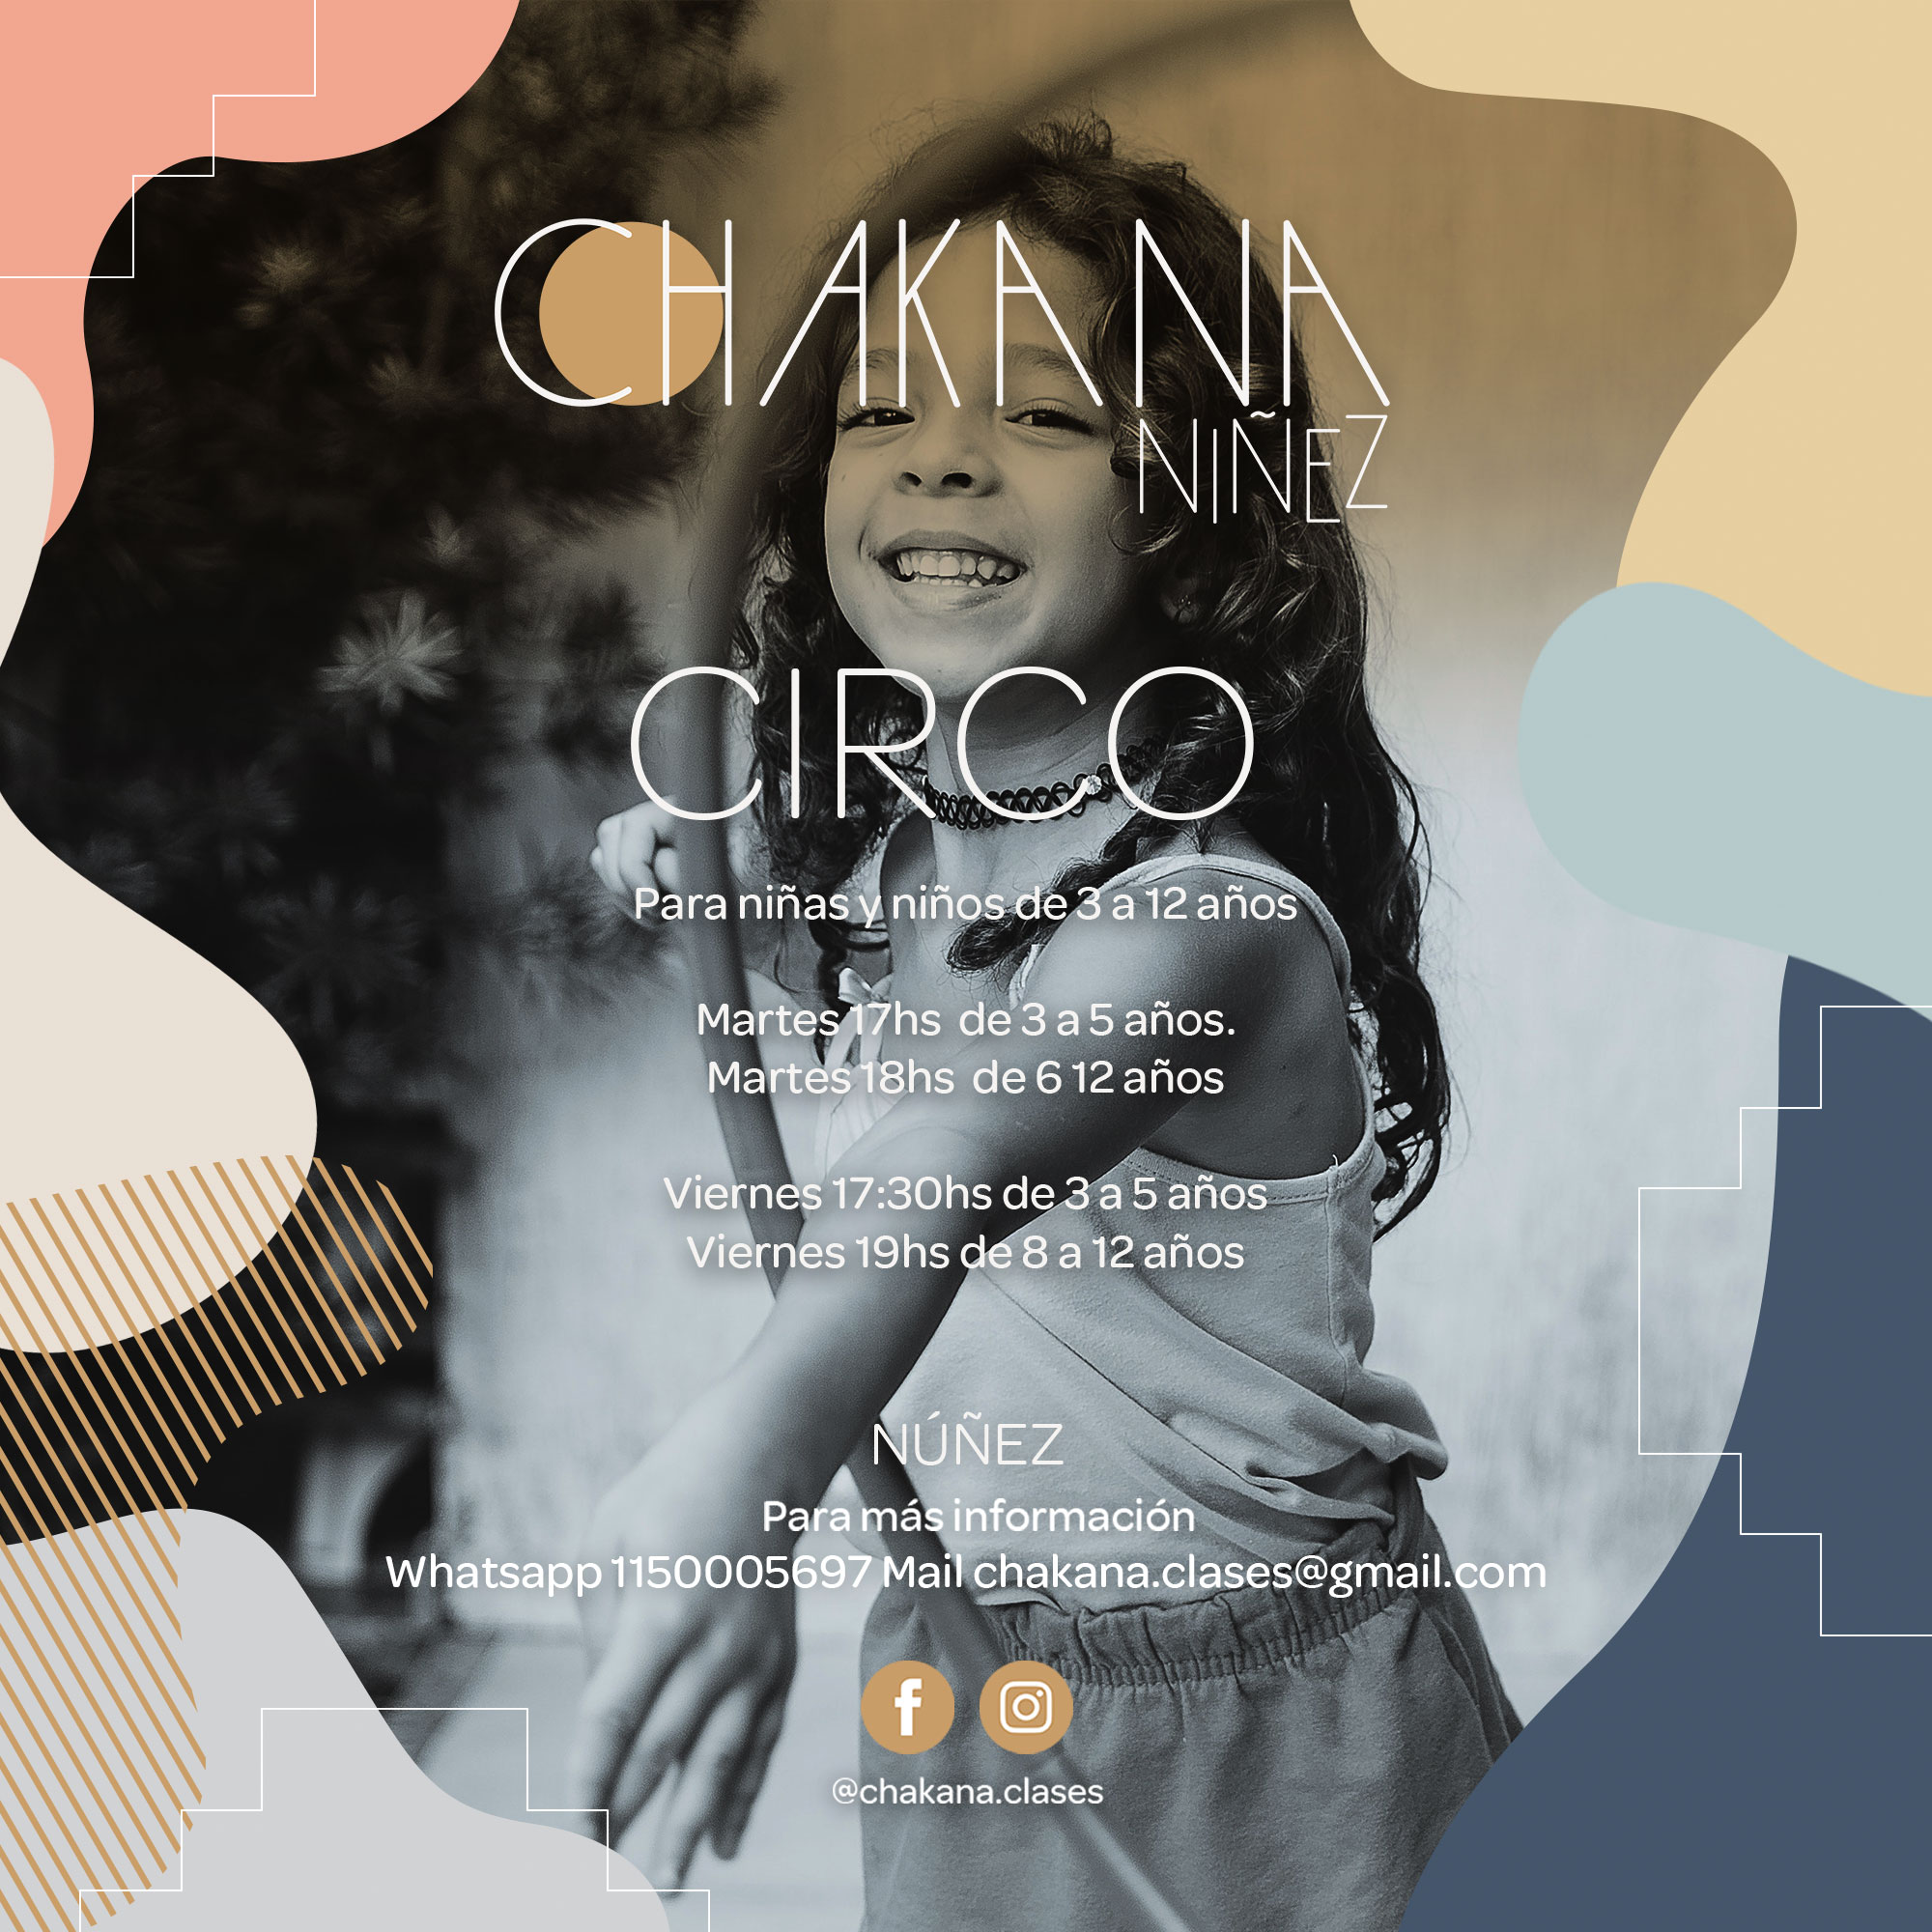 CHAKANA
NIÑEZ
CIRCO
Para niñas y niños de 3 a 12 años
Martes 17hs  de 3 a 5 años.
Martes 18hs  de 6 12 años
Viernes 17:30hs de 3 a 5 años
Viernes 19hs de 8 a 12 años
NÚÑEZ
Para más información
Whatsapp 1150005697 Mail chakana.clases@gmail.com
@chakana.clases